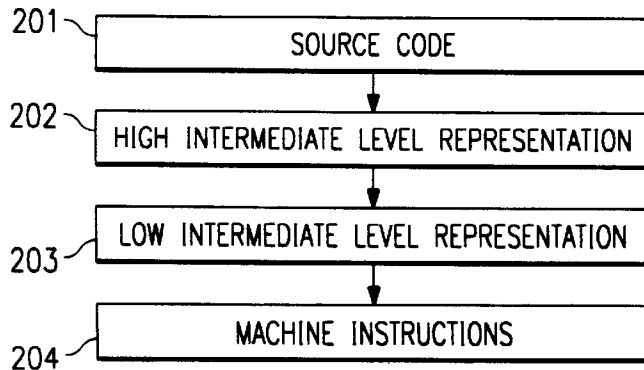 201
SOURCE CODE
202
HIGH INTERMEDIATE LEVEL REPRESENTATION
LOW INTERMEDIATE LEVEL REPRESENTATION
203
MACHINE INSTRUCTIONS
204